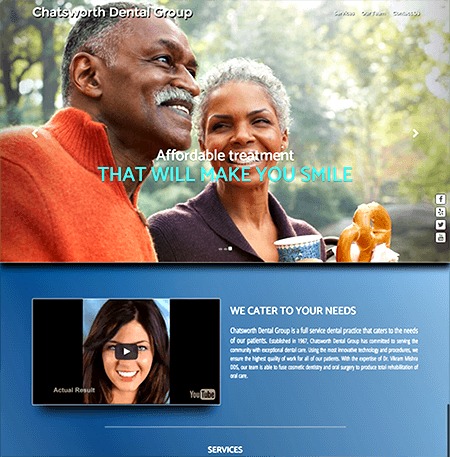 Chatsworth Dental Group
Services Our Team Contact Us
Affordable treatment
THAT WILL MAKE YOU SMILE
WE CATER TO YOUR NEEDS
Chatsworth Dental Group is a full service dental practice that caters to the needs
of our patients. Established in 1967, Chatsworth Dental Group has committed to serving the
community with exceptional dental care. Using the most innovative technology and procedures, we
ensure the highest quality of work for all of our patients. With the expertise of Dr. Vikram Mishra
DDS, our team is able to fuse cosmetic dentistry and oral surgery to produce total rehabilitation of
oral care.
Actual Result
YouTube
SERVICES